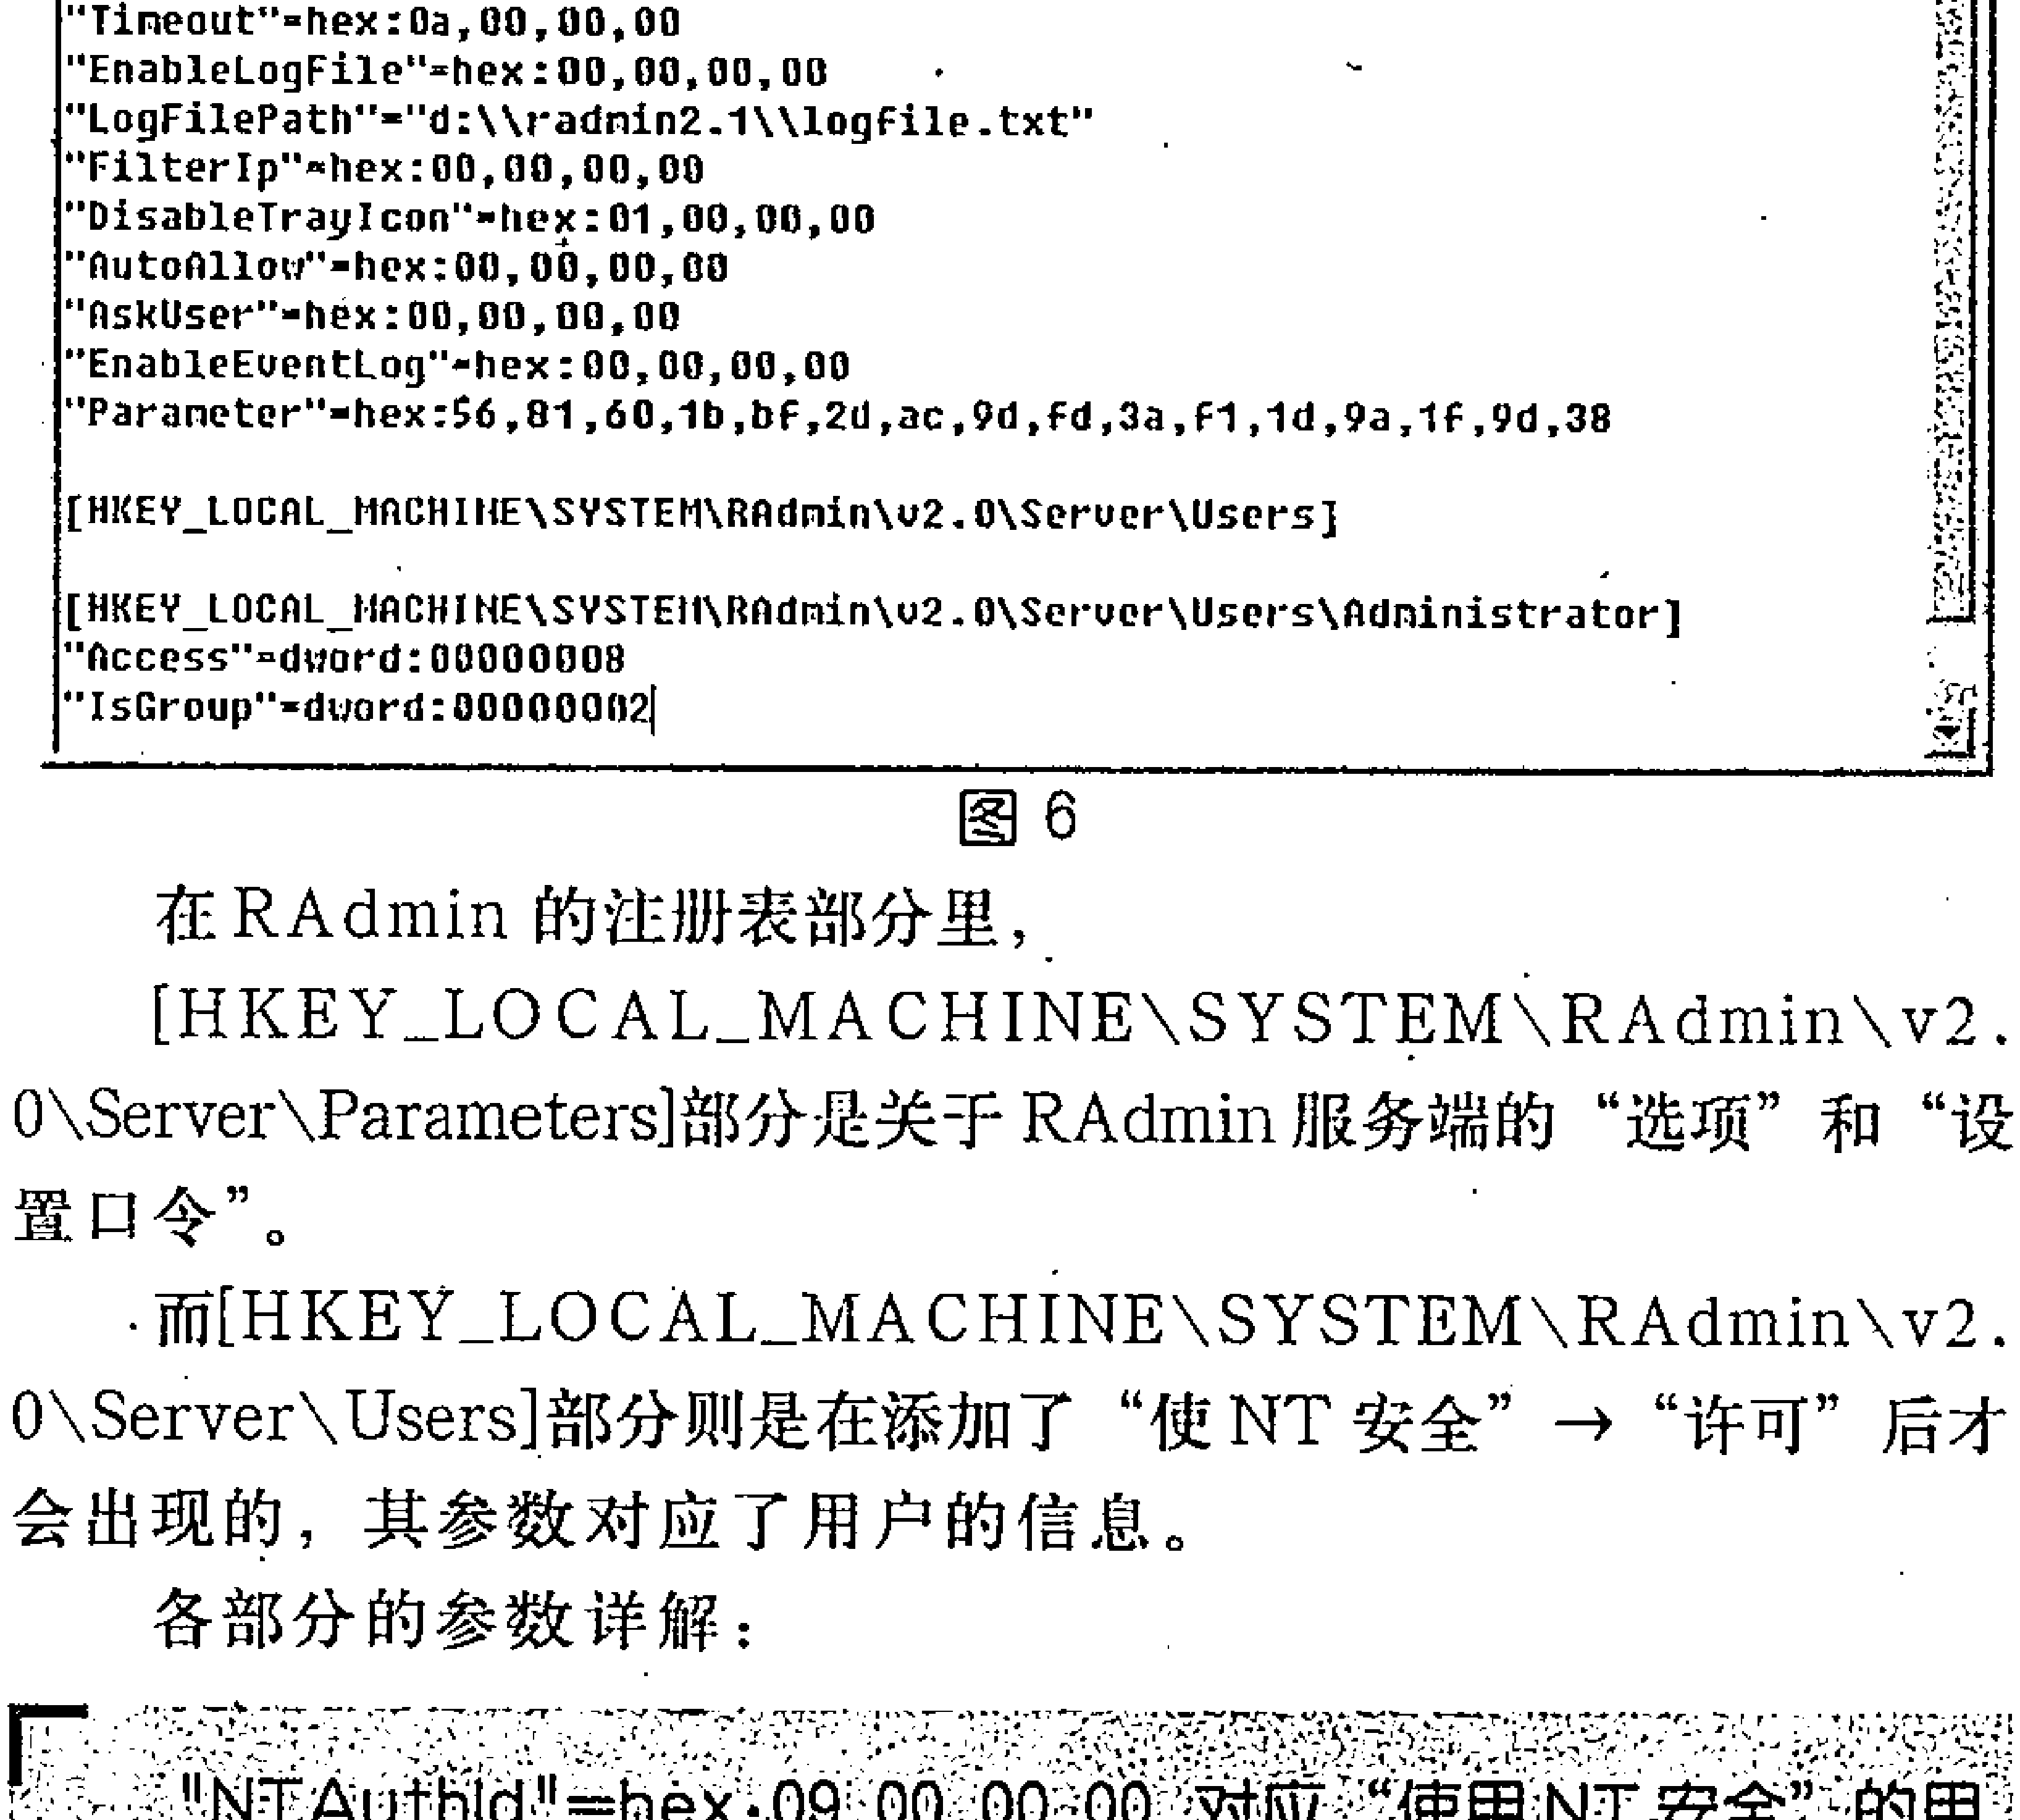 "Timeout"=hex:0a,00,00,00
"EnableLogFile"=hex:00,00,00,00
"LogFilePath"="d:\\radmin2.1\\logfile.txt"
"FilterIp"=hex:00,00,00,00
"DisableTrayIcon"=hex:01,00,00,00
"AutoAllow"=hex:00,00,00,00
"AskUser"=hex:00,00,00,00
"EnableEventLog"=hex:00,00,00,00
"Parameter"=hex:56,81,60,1b,bf,2d,ac,9d,fd,3a,f1,1d,9a,1f,9d,38
[HKEY_LOCAL_MACHINE\SYSTEM\RAdmin\v2.0\Server\Users]
[HKEY_LOCAL_MACHINE\SYSTEM\RAdmin\v2.0\Server\Users\Administrator]
"Access"=dword:00000008
"IsGroup"=dword:00000002
图 6
在RAdmin 的注册表部分里，
[HKEY_LOCAL_MACHINE\SYSTEM\RAdmin\v2.
0\Server\Parameters]部分是关于 RAdmin 服务端的“选项”和“设
置口令”。
而[HKEY_LOCAL_MACHINE\SYSTEM\RAdmin\v2.
0\Server\Users]部分则是在添加了“使NT 安全”→“许可”后才
会出现的，其参数对应了用户的信息。
各部分的参数详解：
"NTAuthId"=hex:09,00,00,00 对应“使用NT 安全”的用